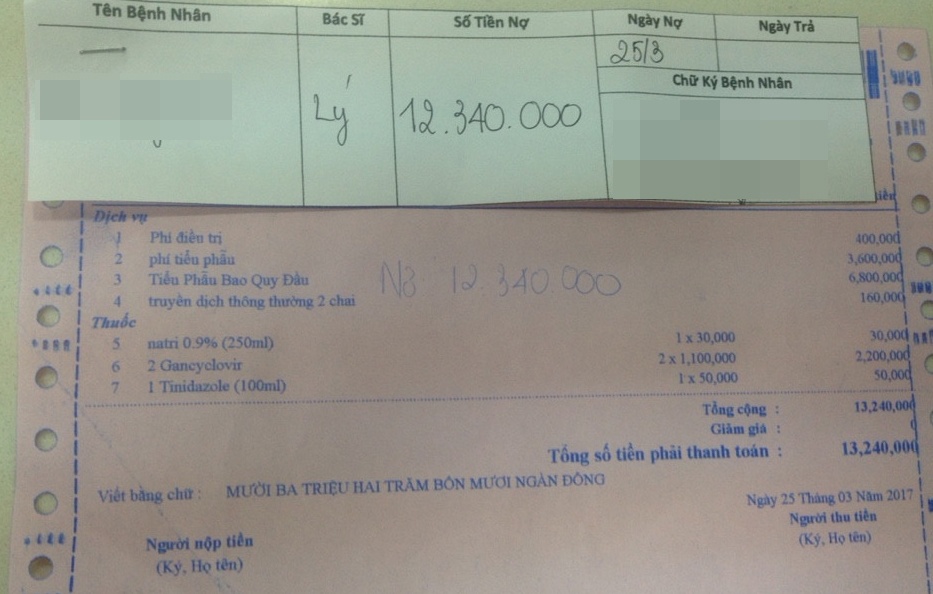 Tên Bệnh Nhân Bác Sĩ Số Tiền Nợ Ngày Nợ Ngày Trả
25/3
Chữ Ký Bệnh Nhân
Lý 12.340.000
Dịch vụ
1 Phí điều trị 400,000
2 phí tiểu phẩu 3,600,000
3 Tiểu Phẩu Bao Quy Đầu 6,800,000
Nợ 12.340.000
4 truyền dịch thông thường 2 chai 160,000
Thuốc
5 natri 0.9% (250ml) 1 x 30,000 30,000
6 2 Gancyclovir 2 x 1,100,000 2,200,000
7 1 Tinidazole (100ml) 1 x 50,000 50,000
Tổng cộng : 13,240,000
Giảm giá : 0
Tổng số tiền phải thanh toán : 13,240,000
Viết bằng chữ : MƯỜI BA TRIỆU HAI TRĂM BỐN MƯƠI NGÀN ĐỒNG
Ngày 25 Tháng 03 Năm 2017
Người nộp tiền Người thu tiền
(Ký, Họ tên) (Ký, Họ tên)